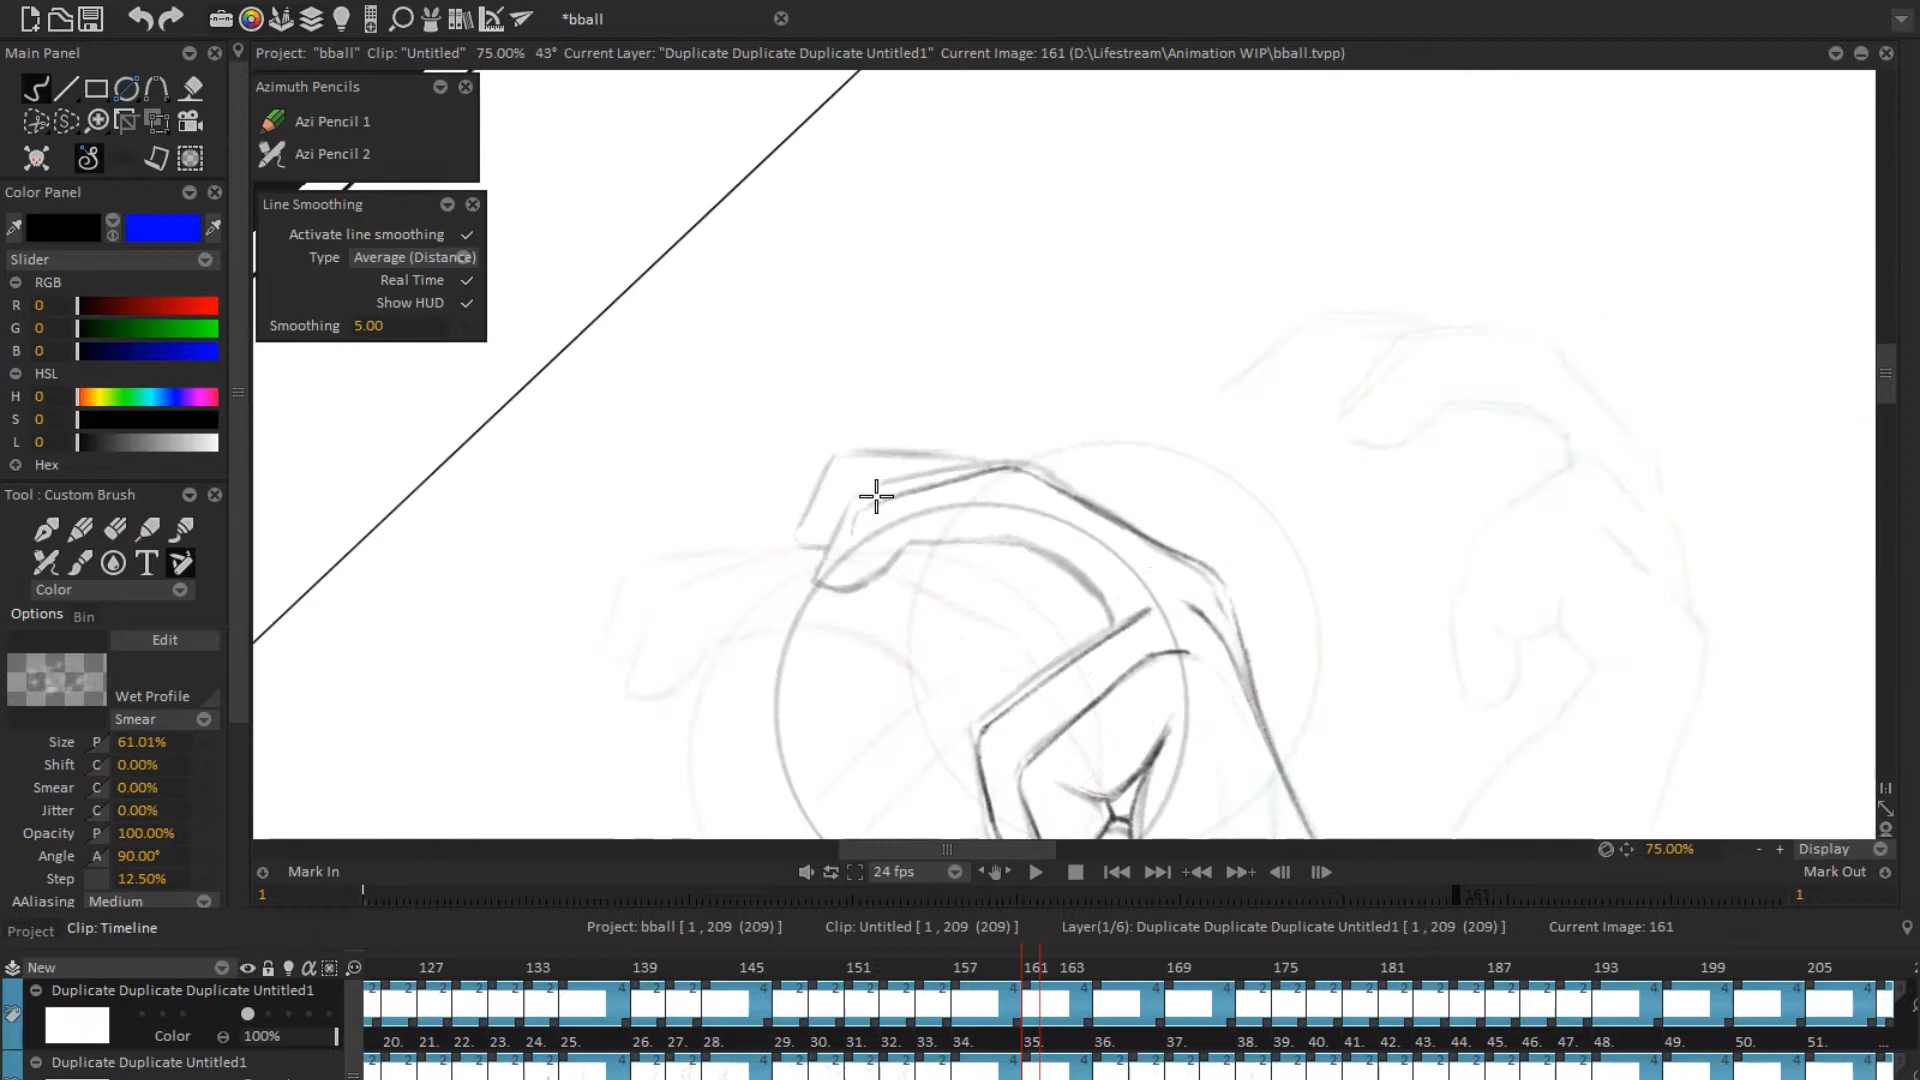 *bball
Main Panel
Project: "bball" Clip: "Untitled" 75.00% 43° Current Layer: "Duplicate Duplicate Duplicate Untitled1" Current Image: 161 (D:\Lifestream\Animation WIP\bball.tvpp)
Azimuth Pencils
Azi Pencil 1
Azi Pencil 2
Color Panel
Line Smoothing
Activate line smoothing
Type Average (Distance)
Slider
Real Time
RGB
Show HUD
R 0
Smoothing 5.00
G 0
B 0
HSL
H 0
S 0
L 0
Hex
Tool : Custom Brush
Color
Options Bin
Edit
Wet Profile
Smear
Size P 61.01%
Shift C 0.00%
Smear C 0.00%
Jitter C 0.00%
Opacity P 100.00%
Angle A 90.00°
Step 12.50%
AAliasing Medium
1:1
75.00% - + Display
Mark In 24 fps Mark Out
1 161 1
Project Clip: Timeline Project: bball [ 1 , 209 (209) ] Clip: Untitled [ 1 , 209 (209) ] Layer(1/6): Duplicate Duplicate Duplicate Untitled1 [ 1 , 209 (209) ] Current Image: 161
New 127 133 139 145 151 157 161 163 169 175 181 187 193 199 205
Duplicate Duplicate Duplicate Untitled1
Color 100%
20. 21. 22. 23. 24. 25. 26. 27. 28. 29. 30. 31. 32. 33. 34. 35. 36. 37. 38. 39. 40. 41. 42. 43. 44. 45. 46. 47. 48. 49. 50. 51. ...
Duplicate Duplicate Untitled1